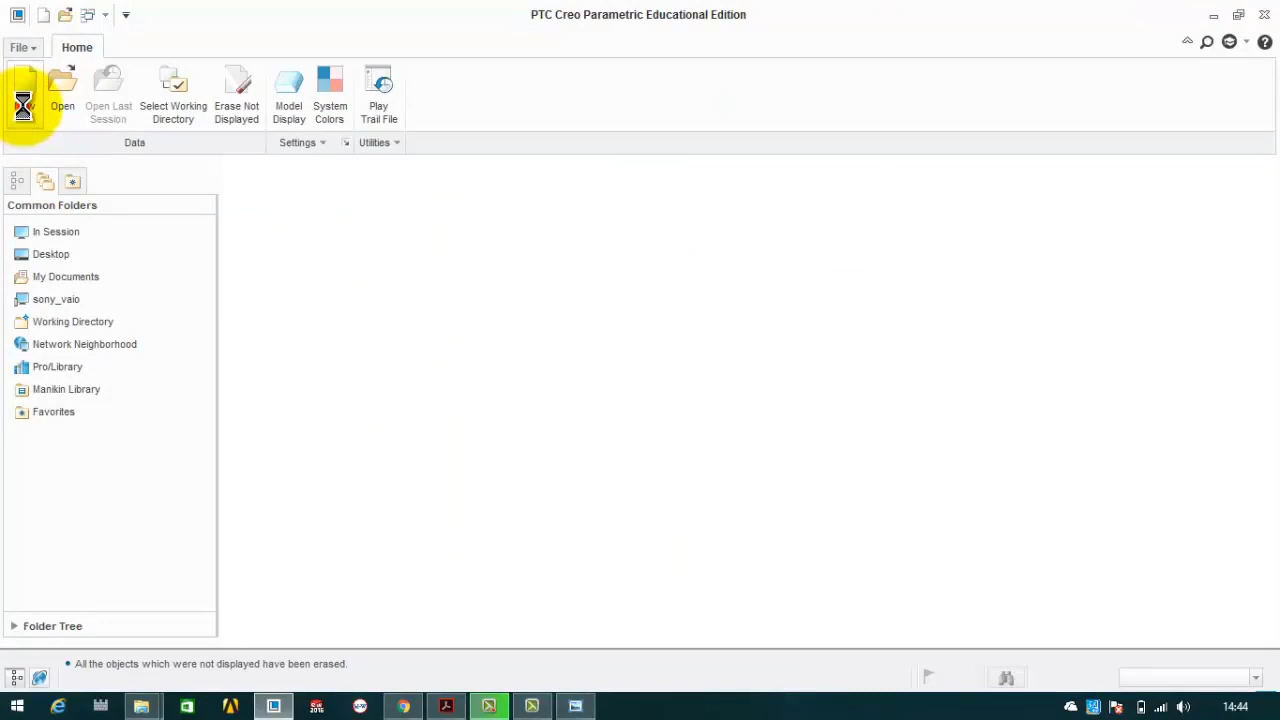 PTC Creo Parametric Educational Edition
File
Home
Open
Open Last
Session
Select Working
Directory
Erase Not
Displayed
Model
Display
System
Colors
Play
Trail File
Data
Settings
Utilities
Common Folders
In Session
Desktop
My Documents
sony_vaio
Working Directory
Network Neighborhood
Pro/Library
Manikin Library
Favorites
Folder Tree
All the objects which were not displayed have been erased.
14:44